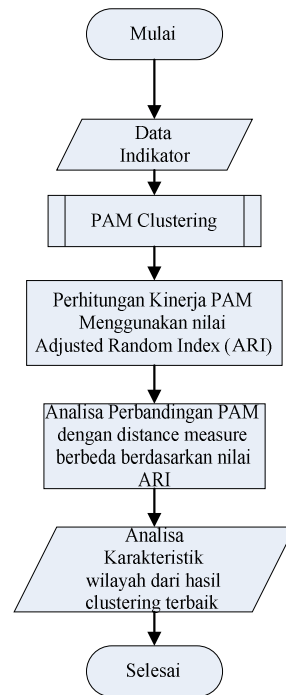 Mulai
Data
Indikator
PAM Clustering
Perhitungan Kinerja PAM
Menggunakan nilai
Adjusted Random Index (ARI)
Analisa Perbandingan PAM
dengan distance measure
berbeda berdasarkan nilai
ARI
Analisa
Karakteristik
wilayah dari hasil
clustering terbaik
Selesai